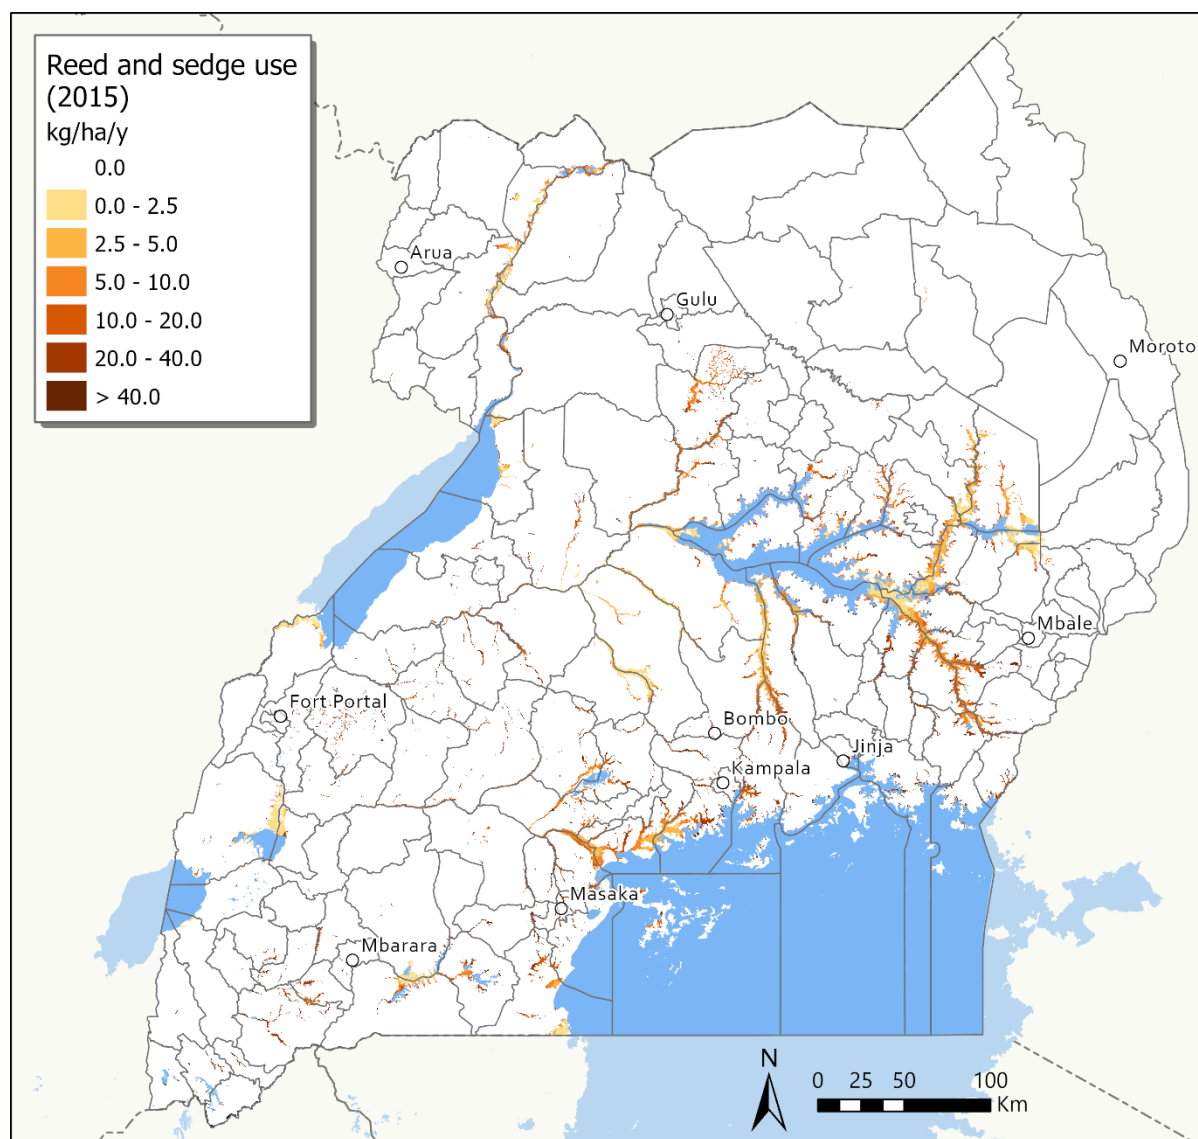 Reed and sedge use
(2015)
kg/ha/y
0.0
0.0 - 2.5
2.5 - 5.0
5.0 - 10.0
10.0 - 20.0
20.0 - 40.0
> 40.0
Arua
Gulu
Moroto
Mbale
Fort Portal
Bombo
Jinja
Kampala
Masaka
Mbarara
N
0 25 50 100
Km